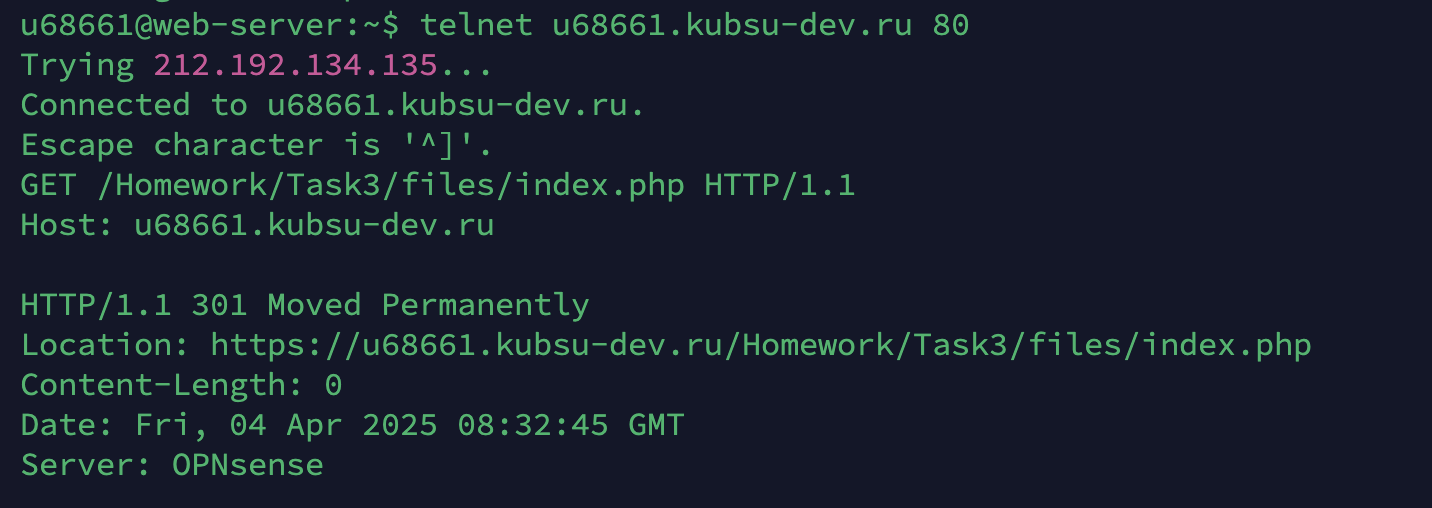 u68661@web-server:~$ telnet u68661.kubsu-dev.ru 80
Trying 212.192.134.135...
Connected to u68661.kubsu-dev.ru.
Escape character is '^]'.
GET /Homework/Task3/files/index.php HTTP/1.1
Host: u68661.kubsu-dev.ru

HTTP/1.1 301 Moved Permanently
Location: https://u68661.kubsu-dev.ru/Homework/Task3/files/index.php
Content-Length: 0
Date: Fri, 04 Apr 2025 08:32:45 GMT
Server: OPNsense